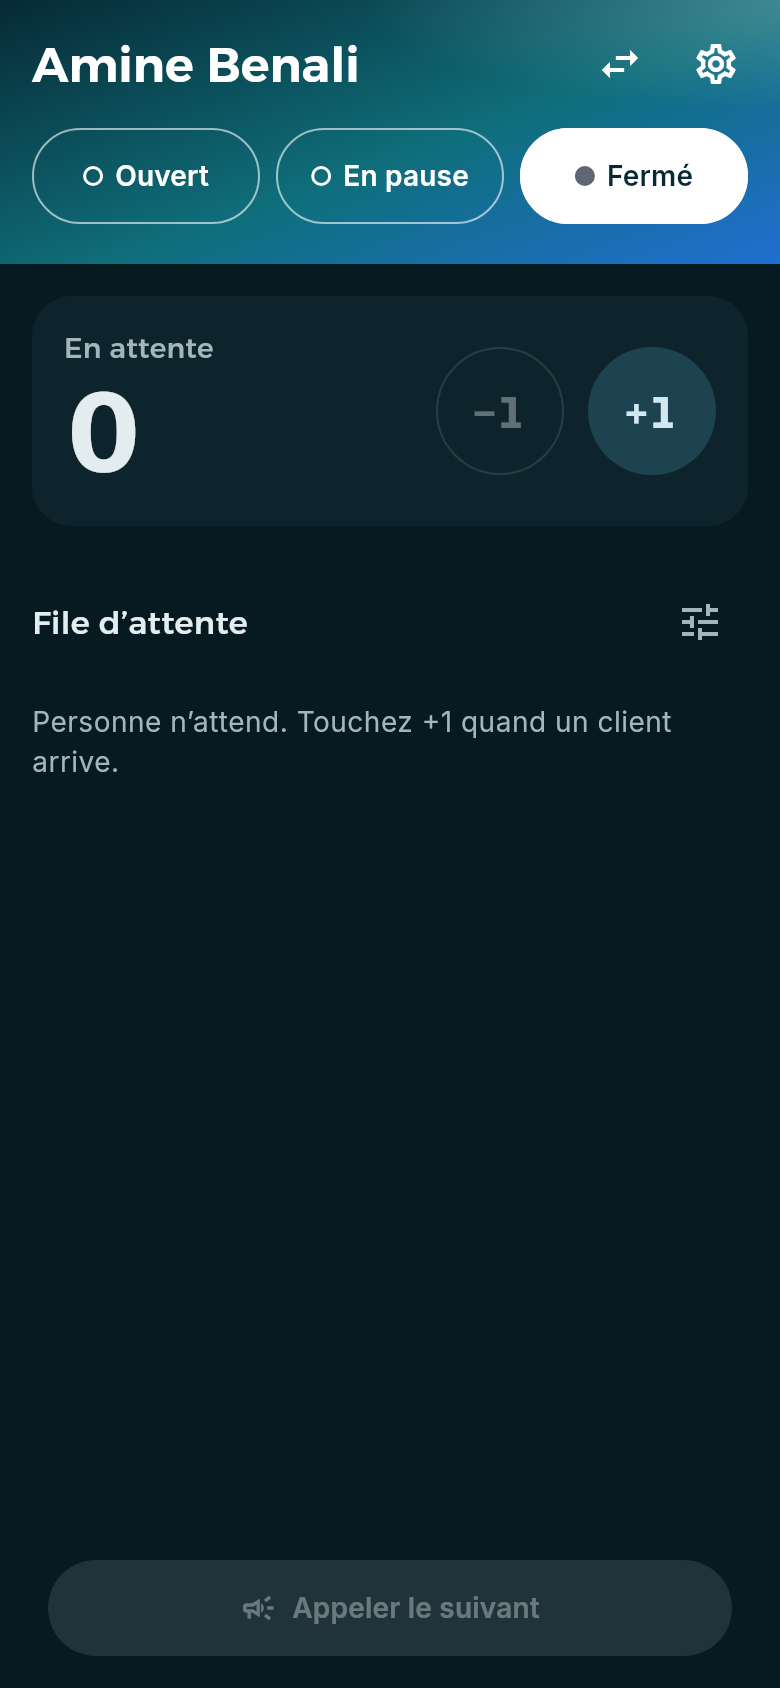 Amine Benali
Ouvert
En pause
Fermé
En attente
0
−1
+1
File d’attente
Personne n’attend. Touchez +1 quand un client
arrive.
Appeler le suivant